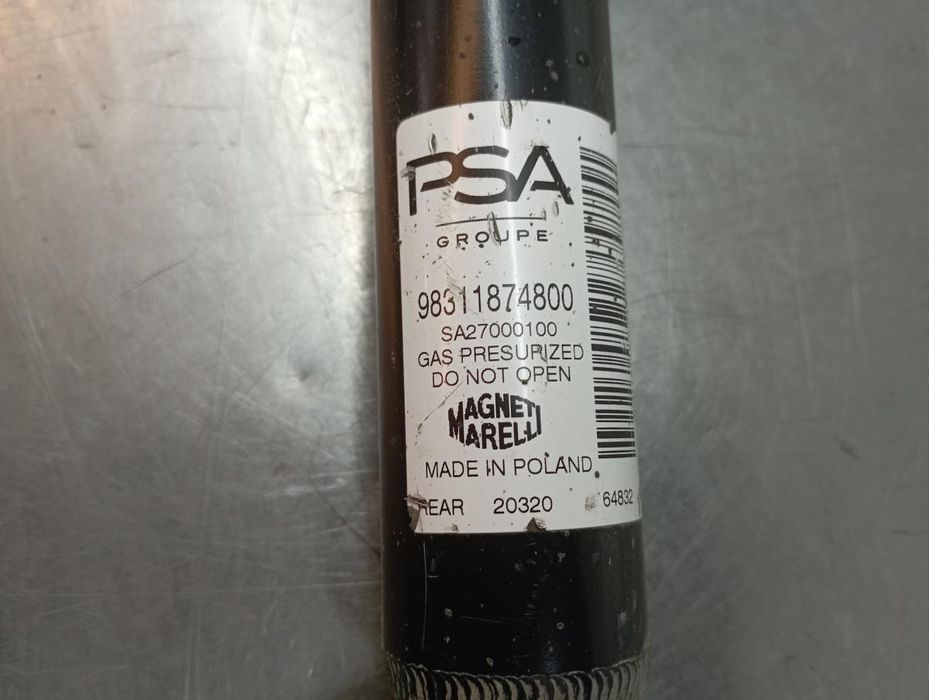 PSA
GROUPE
98311874800
SA27000100
GAS PRESURIZED
DO NOT OPEN
MAGNETI
MARELLI
MADE IN POLAND
REAR 20320 64832